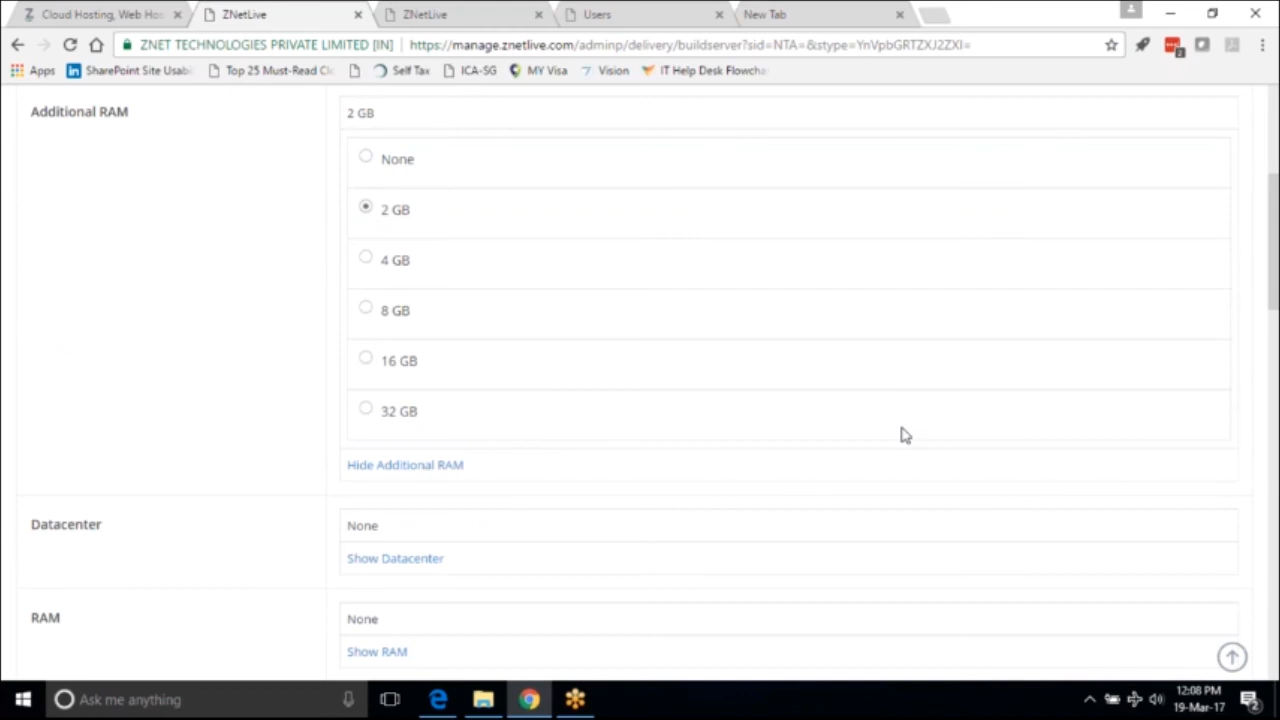 Cloud Hosting, Web Hos
ZNetLive
ZNetLive
Users
New Tab
ZNET TECHNOLOGIES PRIVATE LIMITED [IN]
https://manage.znetlive.com/adminp/delivery/buildserver?sid=NTA=&stype=YnVpbGRTZXJ2ZXI=
Apps
SharePoint Site Usabi
Top 25 Must-Read Cl
Self Tax
ICA-SG
MY Visa
Vision
IT Help Desk Flowcha
Additional RAM
2 GB
None
2 GB
4 GB
8 GB
16 GB
32 GB
Hide Additional RAM
Datacenter
None
Show Datacenter
RAM
None
Show RAM
Ask me anything
12:08 PM
19-Mar-17
2